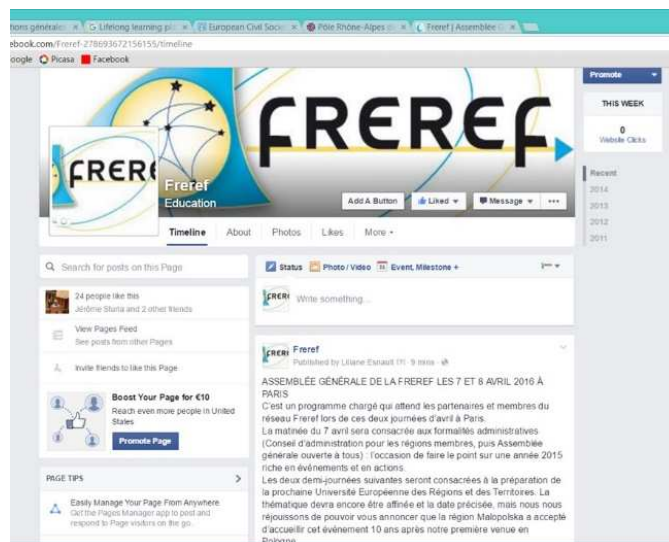 tions générales
Lifelong learning pl
European Civil Socie
Pôle Rhône-Alpes d
Freref | Assemblée G
ebook.com/Freref-278693672156155/timeline
oogle Picasa Facebook
Promote
FREREF
THIS WEEK
0
Website Clicks
FRERE
Freref
Education
Add A Button Liked Message
Recent
2014
2013
2012
2011
Timeline About Photos Likes More
Search for posts on this Page
24 people like this
Jérôme Sturla and 2 other friends
View Pages Feed
See posts from other Pages
Invite friends to like this Page
Boost Your Page for €10
Reach even more people in United
States
Promote Page
PAGE TIPS
Easily Manage Your Page From Anywhere
Get the Pages Manager app to post and
respond to Page visitors on the go.
Status Photo / Video Event, Milestone +
FRERE
Write something...
FRERE
Freref
Published by Liliane Esnault [?] · 9 mins
ASSEMBLÉE GÉNÉRALE DE LA FREREF LES 7 ET 8 AVRIL 2016 À
PARIS
C'est un programme chargé qui attend les partenaires et membres du
réseau Freref lors de ces deux journées d'avril à Paris.
La matinée du 7 avril sera consacrée aux formalités administratives
(Conseil d'administration pour les régions membres, puis Assemblée
générale ouverte à tous) : l'occasion de faire le point sur une année 2015
riche en événements et en actions.
Les deux demi-journées suivantes seront consacrées à la préparation de
la prochaine Université Européenne des Régions et des Territoires. La
thématique devra encore être affinée et la date précisée, mais nous nous
réjouissons de pouvoir vous annoncer que la région Malopolska a accepté
d'accueillir cet événement 10 ans après notre première venue en
Pologne